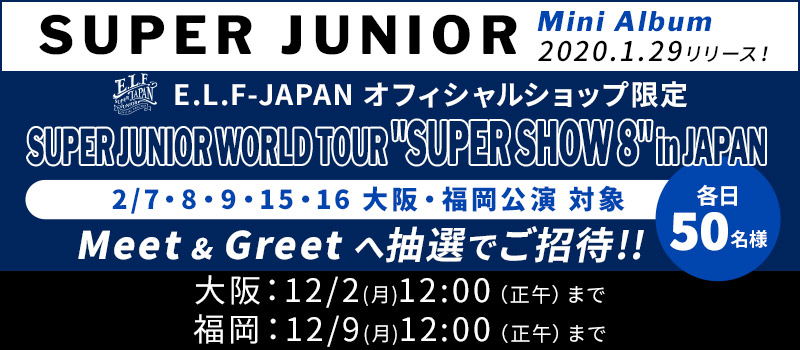 SUPER JUNIOR Mini Album
2020.1.29リリース!
E.L.F
JAPAN
E.L.F-JAPAN オフィシャルショップ限定
SUPER JUNIOR WORLD TOUR "SUPER SHOW 8" in JAPAN
2/7・8・9・15・16 大阪・福岡公演 対象
各日
50名様
Meet & Greet へ抽選でご招待!!
大阪：12/2(月)12:00（正午）まで
福岡：12/9(月)12:00（正午）まで